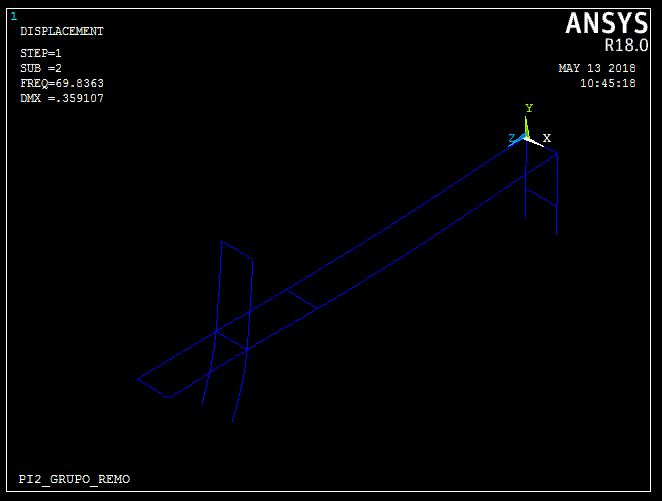 1
DISPLACEMENT
STEP=1
SUB =2
FREQ=69.8363
DMX =.359107
ANSYS
R18.0
MAY 13 2018
10:45:18
Y
Z X
PI2_GRUPO_REMO